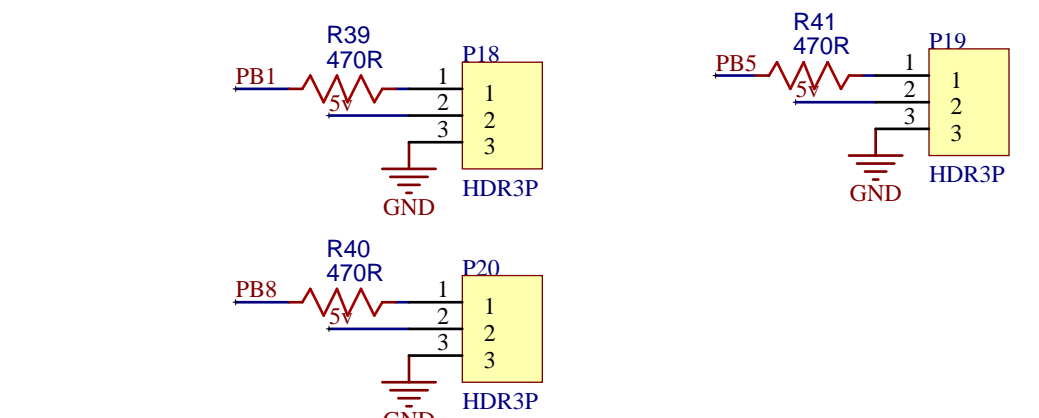 R39
470R
P18
PB1
1
1
5v
2
2
3
3
HDR3P
GND
R41
470R
P19
PB5
1
1
5v
2
2
3
3
HDR3P
GND
R40
470R
P20
PB8
1
1
5v
2
2
3
3
HDR3P
GND